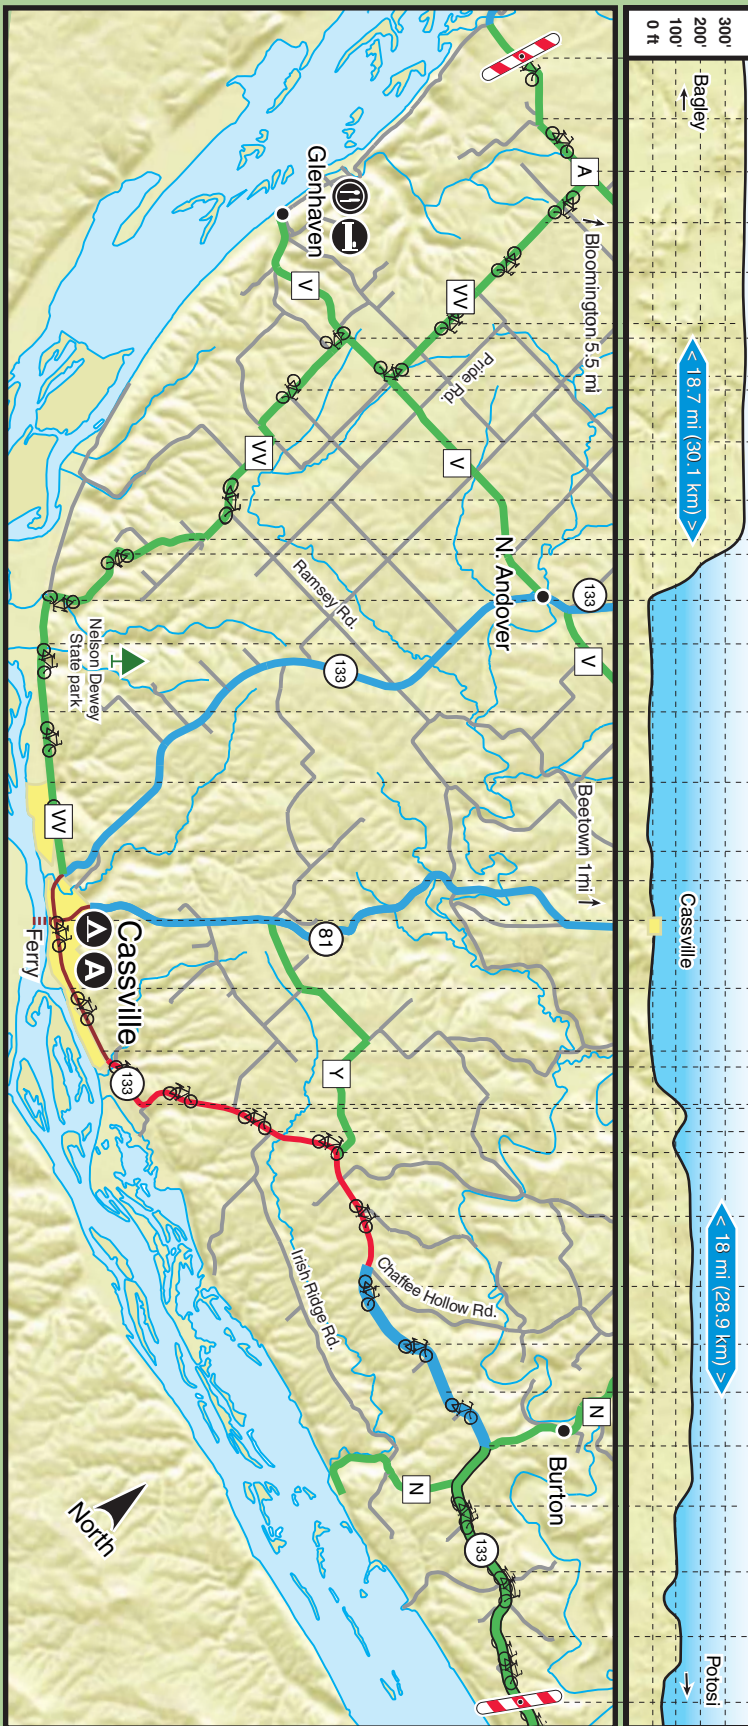 300'
200'
100'
0 ft
Bagley
< 18.7 mi (30.1 km) >
Cassville
< 18 mi (28.9 km) >
Potosi
A
Bloomington 5.5 mi
Glenhaven
V
VV
Pride Rd.
V
VV
N. Andover
133
V
Ramsey Rd.
133
Nelson Dewey
State park
Beetown 1mi
VV
81
Cassville
Ferry
133
Y
Irish Ridge Rd.
Chaffee Hollow Rd.
N
Burton
N
133
North